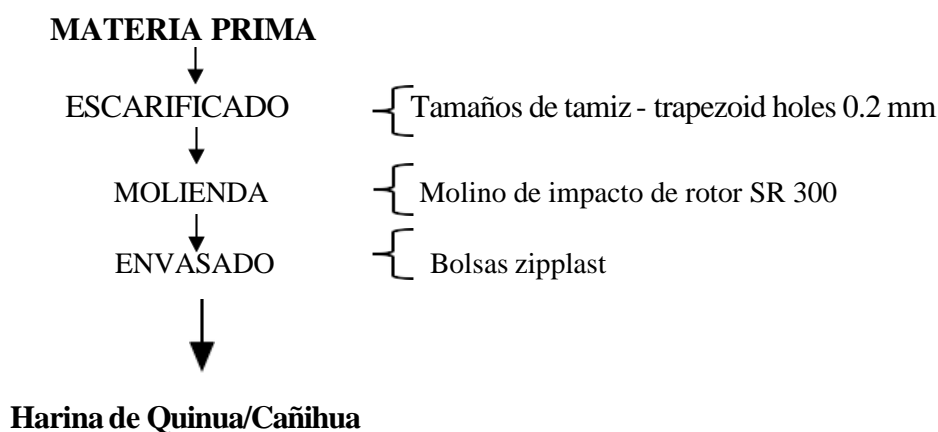 MATERIA PRIMA
ESCARIFICADO Tamaños de tamiz - trapezoid holes 0.2 mm
MOLIENDA Molino de impacto de rotor SR 300
ENVASADO Bolsas zipplast
Harina de Quinua/Cañihua